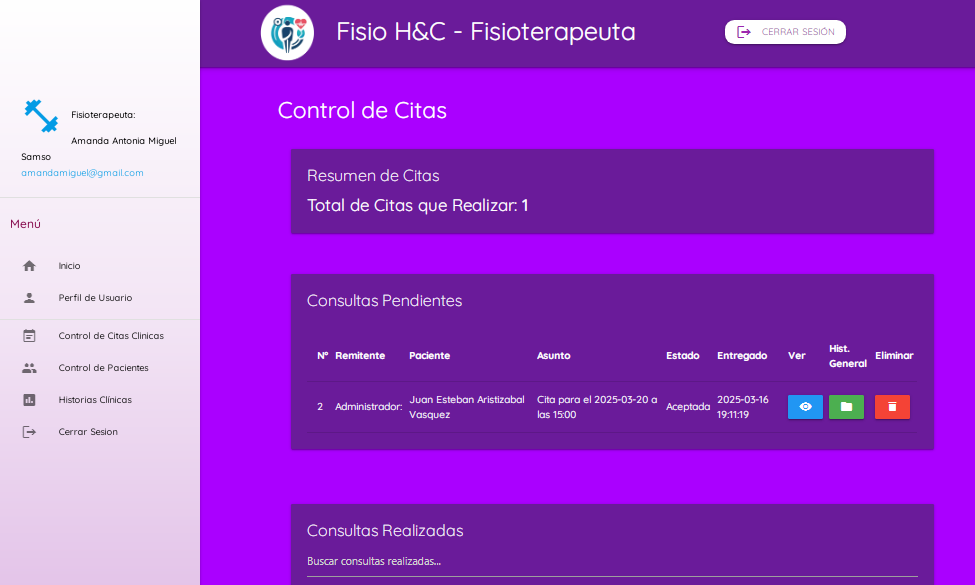 Fisio H&C - Fisioterapeuta
CERRAR SESIÓN
Fisioterapeuta:
Amanda Antonia Miguel
Samso
amandamiguel@gmail.com
Menú
Inicio
Perfil de Usuario
Control de Citas Clinicas
Control de Pacientes
Historias Clínicas
Cerrar Sesion
Control de Citas
Resumen de Citas
Total de Citas que Realizar: 1
Consultas Pendientes
Nº Remitente Paciente Asunto Estado Entregado Ver Hist. General Eliminar
2 Administrador: Juan Esteban Aristizabal Vasquez Cita para el 2025-03-20 a las 15:00 Aceptada 2025-03-16 19:11:19
Consultas Realizadas
Buscar consultas realizadas...